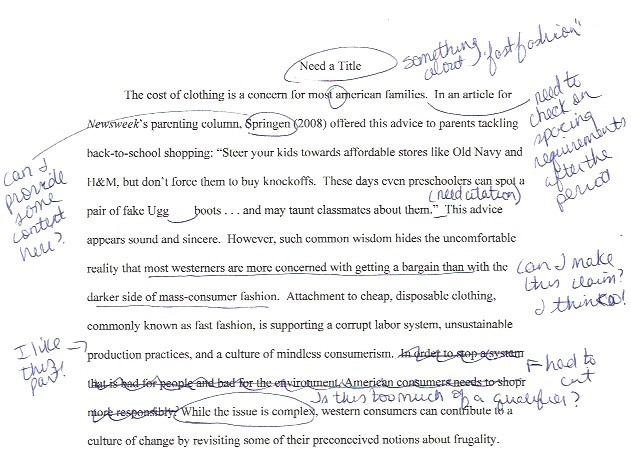 Need a Title
something about "fast fashion"
The cost of clothing is a concern for most american families.  In an article for
Newsweek's parenting column, Springen (2008) offered this advice to parents tackling
back-to-school shopping: “Steer your kids towards affordable stores like Old Navy and
H&M, but don't force them to buy knockoffs.  These days even preschoolers can spot a
(need citation)
pair of fake Ugg      boots . . . and may taunt classmates about them.”  This advice
appears sound and sincere.  However, such common wisdom hides the uncomfortable
reality that most westerners are more concerned with getting a bargain than with the
darker side of mass-consumer fashion.  Attachment to cheap, disposable clothing,
commonly known as fast fashion, is supporting a corrupt labor system, unsustainable
production practices, and a culture of mindless consumerism.  In order to stop a system
that is bad for people and bad for the environment, American consumers needs to shopr
Is this too much of a qualifier?
more responsibly.  While the issue is complex, western consumers can contribute to a
culture of change by revisiting some of their preconceived notions about frugality.
need to
check on
spacing
requirements
after the
period
can I
provide
some
context
here?
can I make
this claim?
I think so!
I like
this
part!
had to
cut